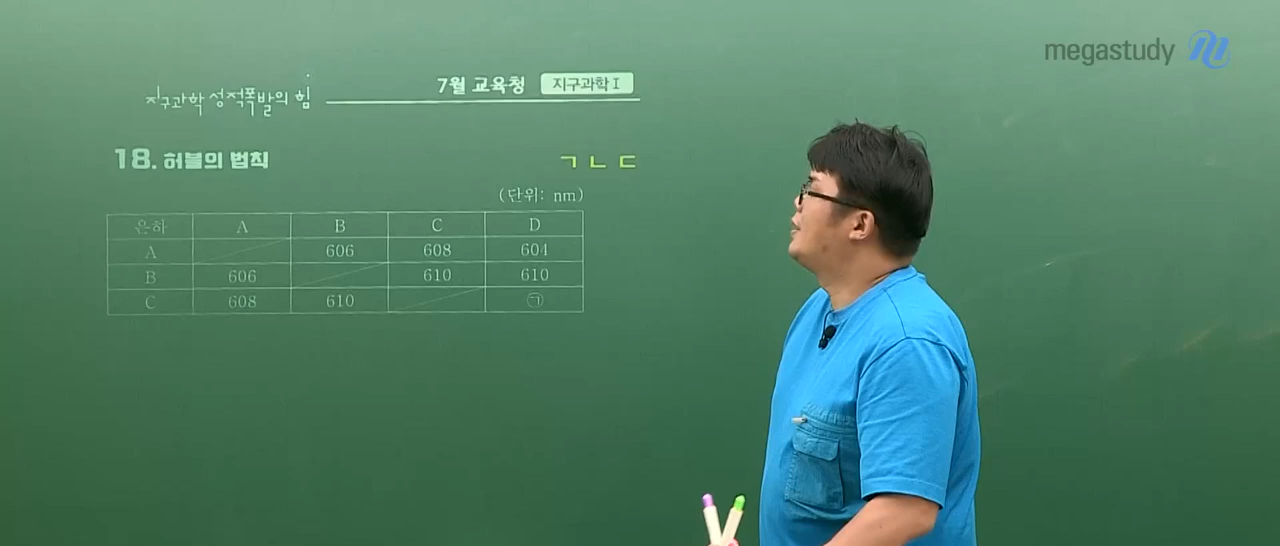 megastudy
지구과학 성적폭발의 힘
7월 교육청 지구과학 I
18. 허블의 법칙 ㄱ ㄴ ㄷ
(단위: nm)
은하 A B C D
A 606 608 604
B 606 610 610
C 608 610 ㉠